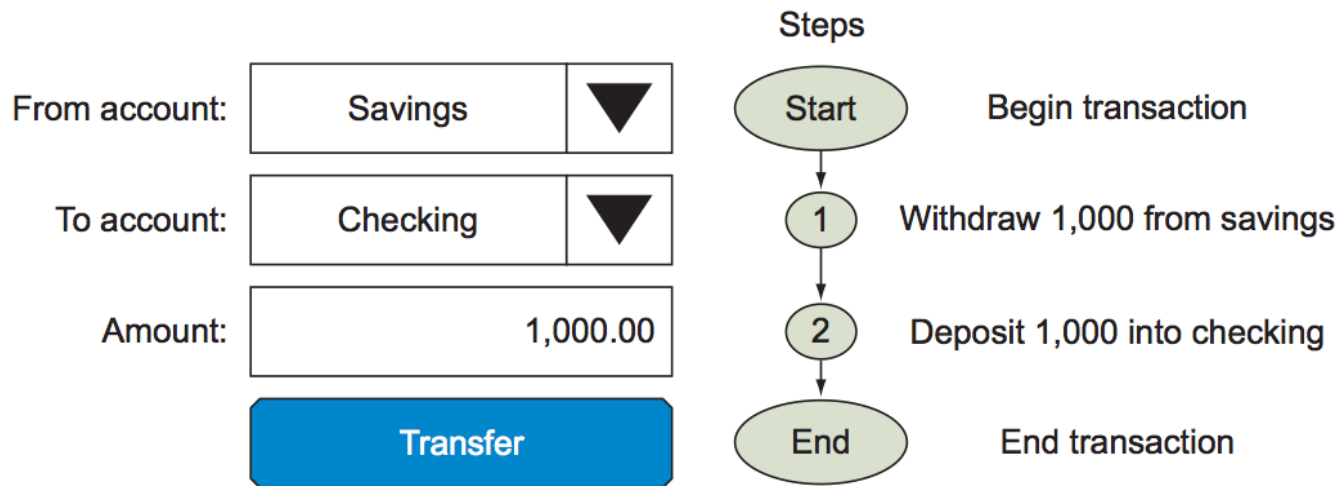 Steps
From account: Savings Start Begin transaction
To account: Checking 1 Withdraw 1,000 from savings
Amount: 1,000.00 2 Deposit 1,000 into checking
Transfer End End transaction